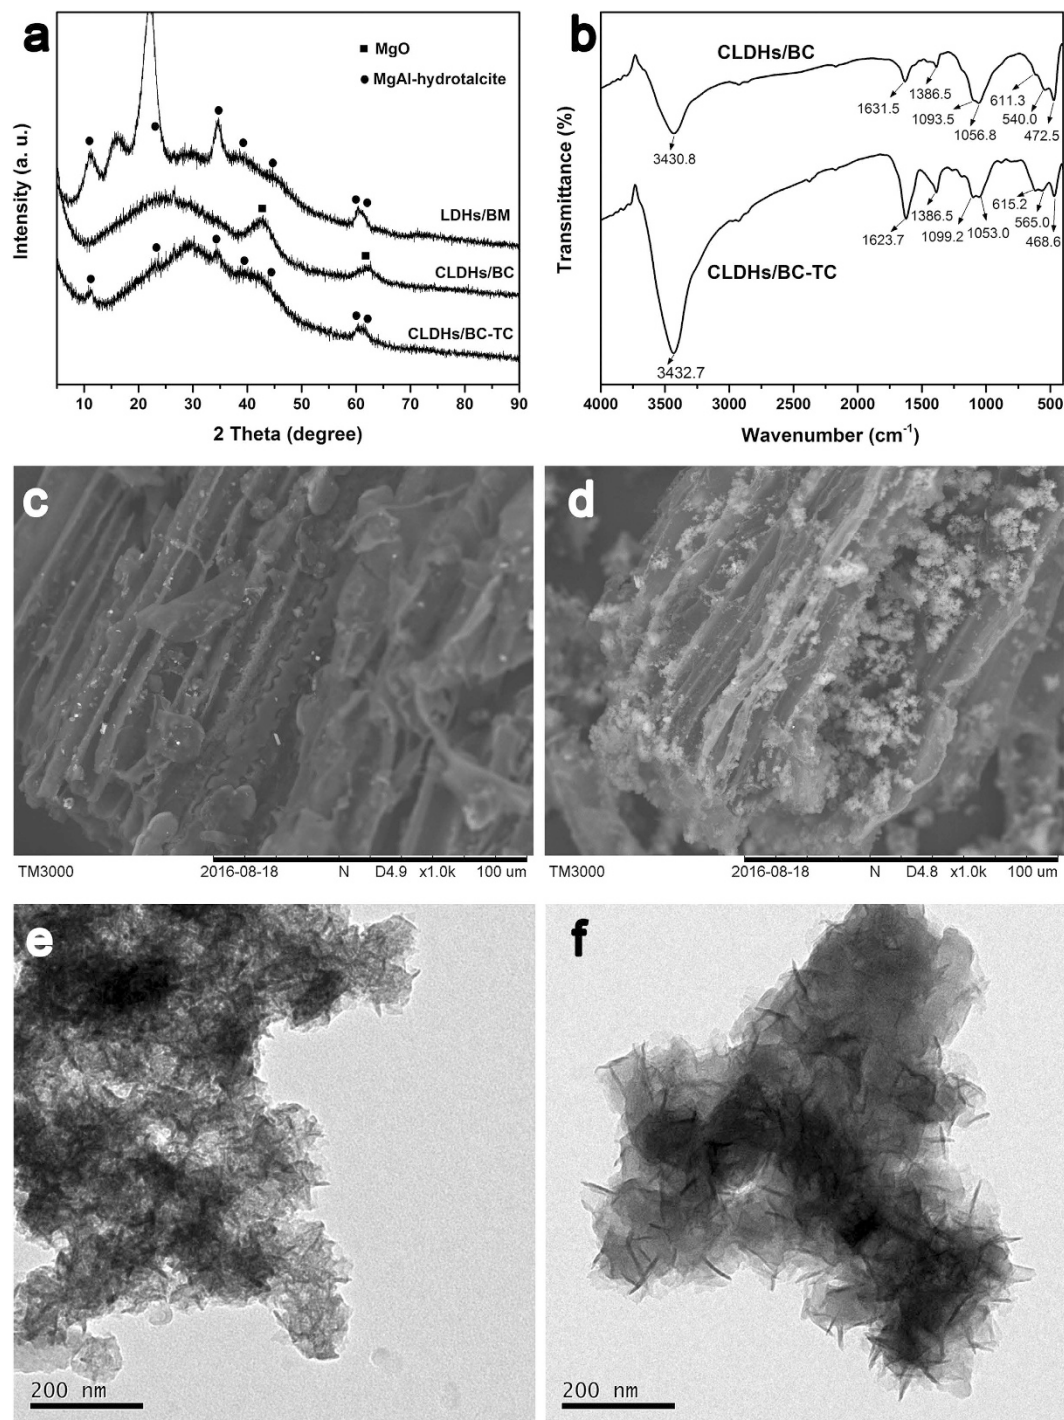 a
■ MgO
● MgAl-hydrotalcite
LDHs/BM
CLDHs/BC
CLDHs/BC-TC
Intensity (a. u.)
10 20 30 40 50 60 70 80 90
2 Theta (degree)
b
CLDHs/BC
3430.8
1631.5
1386.5
1093.5
1056.8
611.3
540.0
472.5
CLDHs/BC-TC
3432.7
1623.7
1386.5
1099.2
1053.0
615.2
565.0
468.6
Transmittance (%)
4000 3500 3000 2500 2000 1500 1000 500
Wavenumber (cm⁻¹)
c
TM3000 2016-08-18 N D4.9 x1.0k 100 um
d
TM3000 2016-08-18 N D4.8 x1.0k 100 um
e
200 nm
f
200 nm